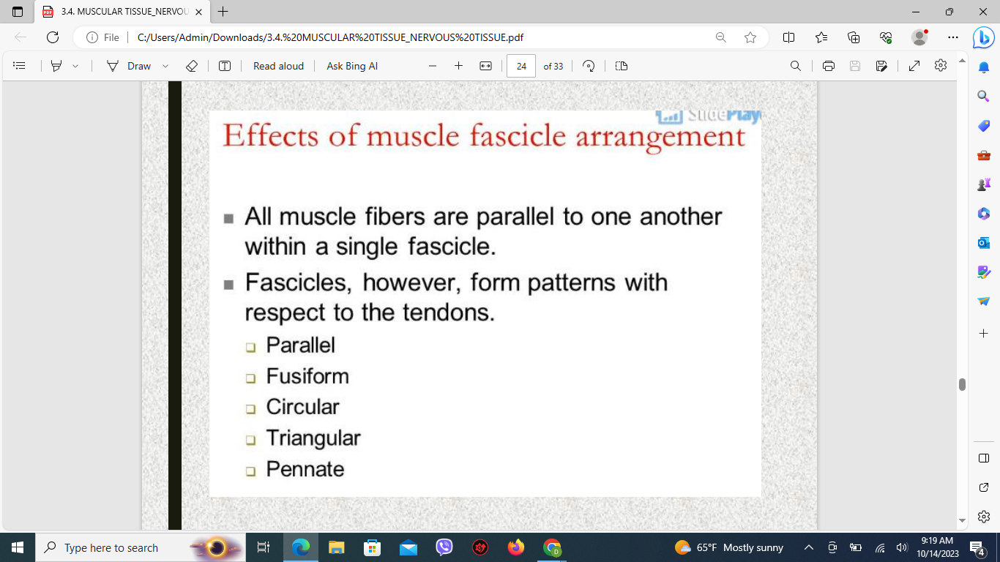 3.4. MUSCULAR TISSUE_NERVOU
File
C:/Users/Admin/Downloads/3.4.%20MUSCULAR%20TISSUE_NERVOUS%20TISSUE.pdf
Draw
Read aloud
Ask Bing AI
24
of 33
SlidePlay
Effects of muscle fascicle arrangement
All muscle fibers are parallel to one another
within a single fascicle.
Fascicles, however, form patterns with
respect to the tendons.
Parallel
Fusiform
Circular
Triangular
Pennate
Type here to search
65°F Mostly sunny
9:19 AM
10/14/2023
4